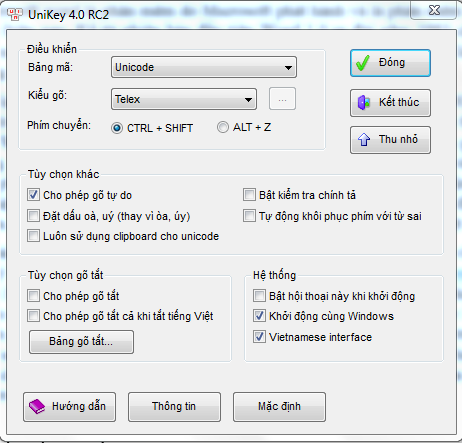 UniKey 4.0 RC2
Điều khiển
Bảng mã: Unicode
Kiểu gõ: Telex ...
Phím chuyển: CTRL + SHIFT ALT + Z
Đóng
Kết thúc
Thu nhỏ
Tùy chọn khác
Cho phép gõ tự do
Bật kiểm tra chính tả
Đặt dấu oà, uý (thay vì òa, úy)
Tự động khôi phục phím với từ sai
Luôn sử dụng clipboard cho unicode
Tùy chọn gõ tắt
Cho phép gõ tắt
Cho phép gõ tắt cả khi tắt tiếng Việt
Bảng gõ tắt...
Hệ thống
Bật hội thoại này khi khởi động
Khởi động cùng Windows
Vietnamese interface
Hướng dẫn
Thông tin
Mặc định